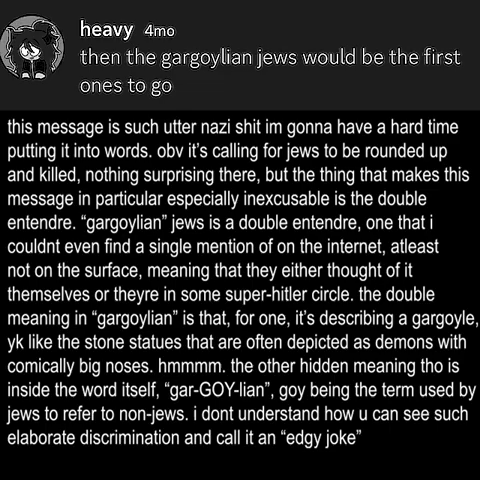 heavy 4mo
then the gargoylian jews would be the first
ones to go
this message is such utter nazi shit im gonna have a hard time
putting it into words. obv it's calling for jews to be rounded up
and killed, nothing surprising there, but the thing that makes this
message in particular especially inexcusable is the double
entendre. “gargoylian” jews is a double entendre, one that i
couldnt even find a single mention of on the internet, atleast
not on the surface, meaning that they either thought of it
themselves or theyre in some super-hitler circle. the double
meaning in “gargoylian” is that, for one, it's describing a gargoyle,
yk like the stone statues that are often depicted as demons with
comically big noses. hmmmm. the other hidden meaning tho is
inside the word itself, “gar-GOY-lian”, goy being the term used by
jews to refer to non-jews. i dont understand how u can see such
elaborate discrimination and call it an “edgy joke”